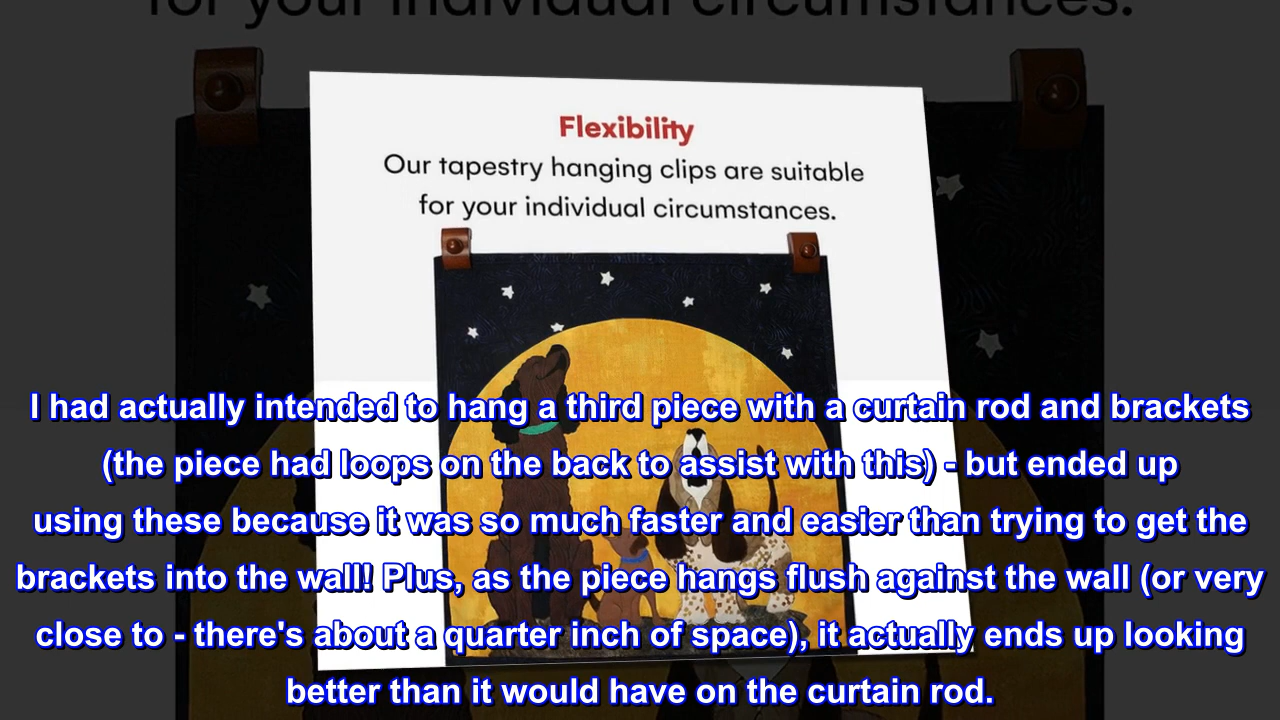 for your individual circumstances.
Flexibility
Our tapestry hanging clips are suitable
for your individual circumstances.
I had actually intended to hang a third piece with a curtain rod and brackets
(the piece had loops on the back to assist with this) - but ended up
using these because it was so much faster and easier than trying to get the
brackets into the wall! Plus, as the piece hangs flush against the wall (or very
close to - there's about a quarter inch of space), it actually ends up looking
better than it would have on the curtain rod.